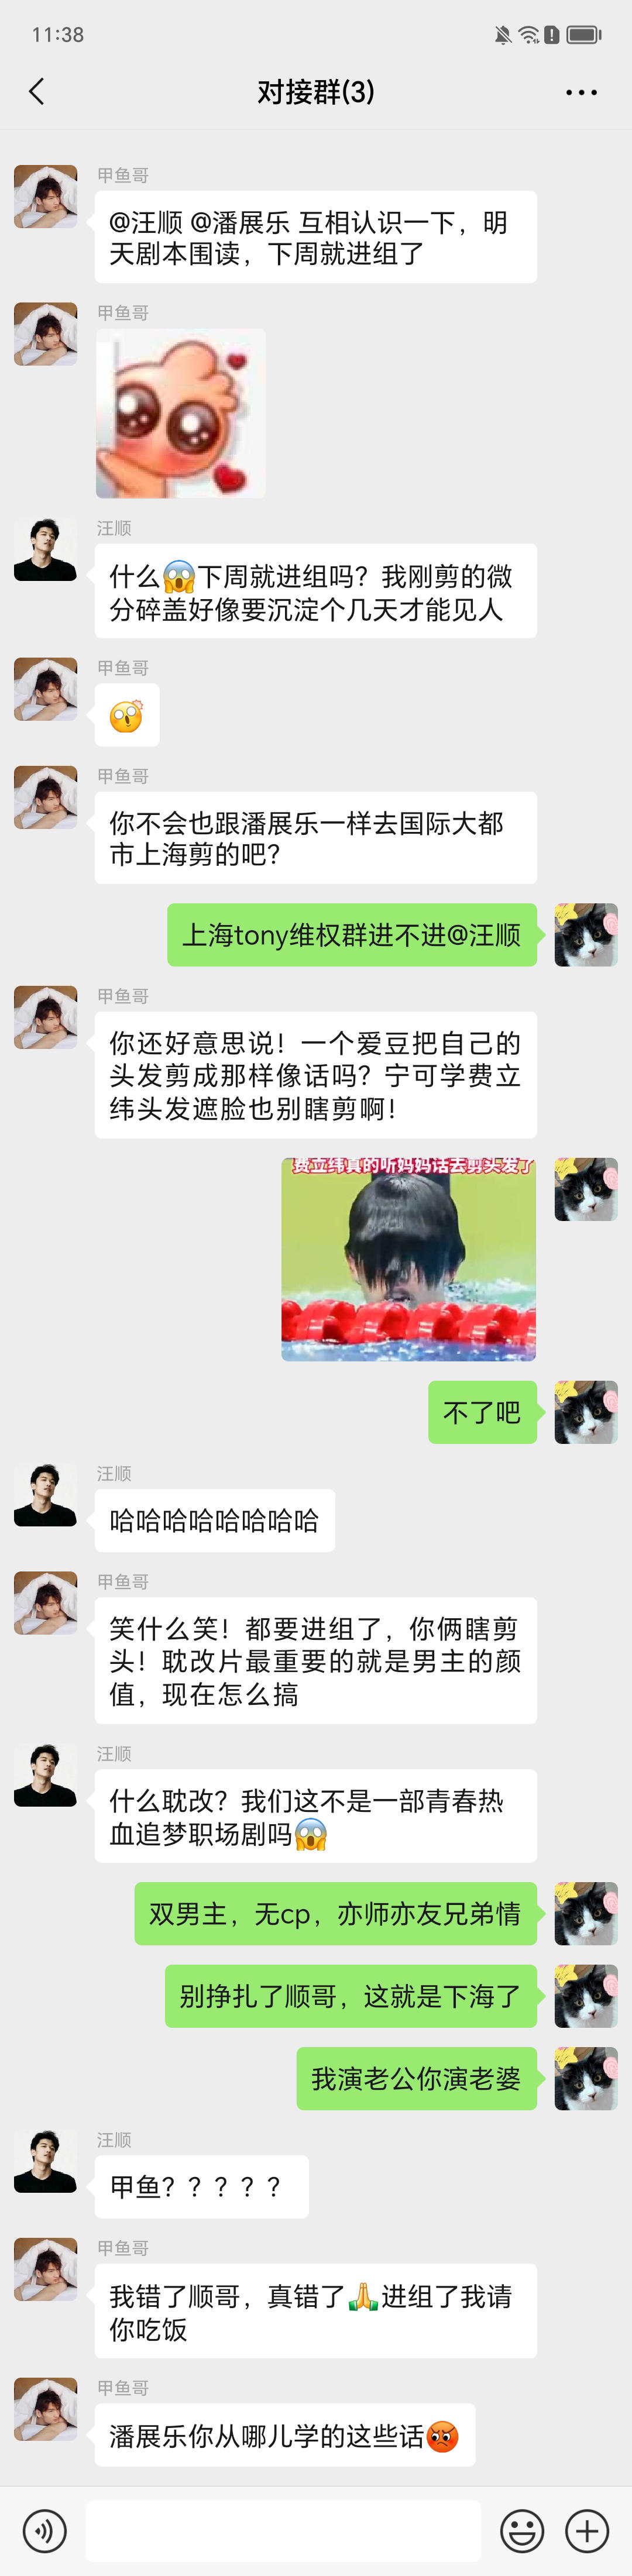 11:38
对接群(3)
甲鱼哥
@汪顺 @潘展乐 互相认识一下，明
天剧本围读，下周就进组了
甲鱼哥
汪顺
什么😱下周就进组吗？我刚剪的微
分碎盖好像要沉淀个几天才能见人
甲鱼哥
甲鱼哥
你不会也跟潘展乐一样去国际大都
市上海剪的吧？
上海tony维权群进不进@汪顺
甲鱼哥
你还好意思说！一个爱豆把自己的
头发剪成那样像话吗？宁可学费立
纬头发遮脸也别瞎剪啊！
费立纬真的听妈妈话去剪头发了
不了吧
汪顺
哈哈哈哈哈哈哈哈
甲鱼哥
笑什么笑！都要进组了，你俩瞎剪
头！耽改片最重要的就是男主的颜
值，现在怎么搞
汪顺
什么耽改？我们这不是一部青春热
血追梦职场剧吗😱
双男主，无cp，亦师亦友兄弟情
别挣扎了顺哥，这就是下海了
我演老公你演老婆
汪顺
甲鱼？？？？？
甲鱼哥
我错了顺哥，真错了🙏进组了我请
你吃饭
甲鱼哥
潘展乐你从哪儿学的这些话😡